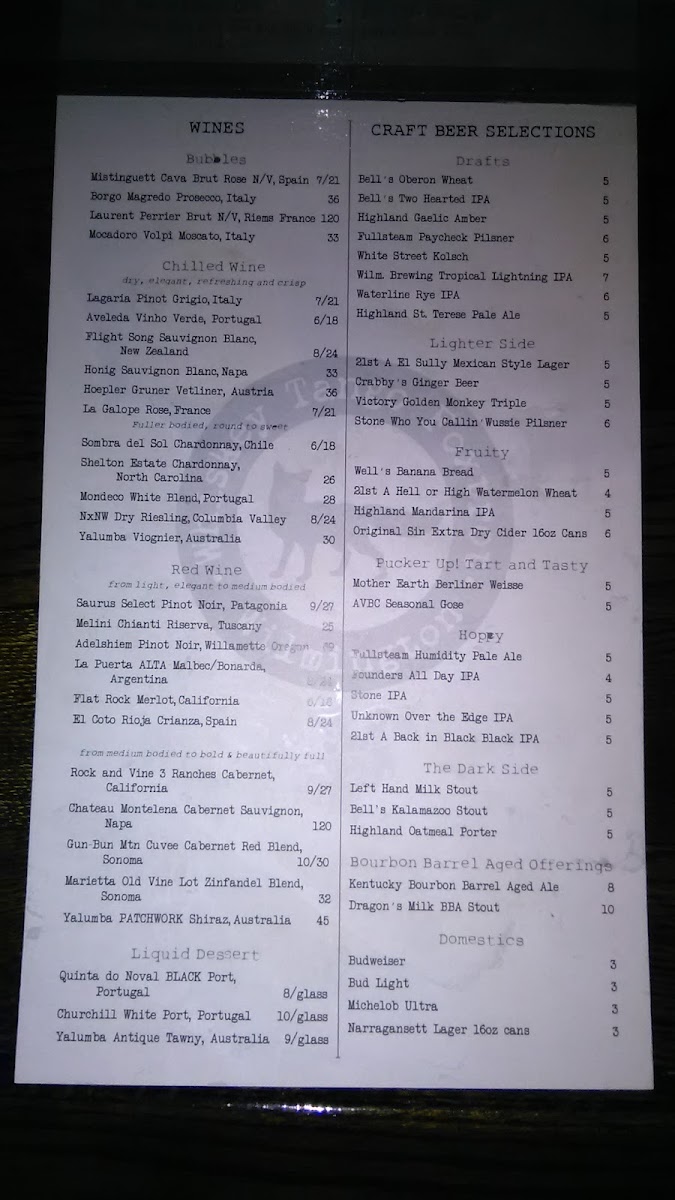 WINES
Bubbles
Mistinguett Cava Brut Rose N/V, Spain 7/21
Borgo Magredo Prosecco, Italy 36
Laurent Perrier Brut N/V, Riems France 120
Mocadoro Volpi Moscato, Italy 33
Chilled Wine
dry, elegant, refreshing and crisp
Lagaria Pinot Grigio, Italy 7/21
Aveleda Vinho Verde, Portugal 6/18
Flight Song Sauvignon Blanc,
New Zealand 8/24
Honig Sauvignon Blanc, Napa 33
Hoepler Gruner Vetliner, Austria 36
La Galope Rose, France 7/21
Fuller bodied, round to sweet
Sombra del Sol Chardonnay, Chile 6/18
Shelton Estate Chardonnay,
North Carolina 26
Mondeco White Blend, Portugal 28
NxNW Dry Riesling, Columbia Valley 8/24
Yalumba Viognier, Australia 30
Red Wine
from light, elegant to medium bodied
Saurus Select Pinot Noir, Patagonia 9/27
Melini Chianti Riserva, Tuscany 25
Adelshiem Pinot Noir, Willamette Oregon
La Puerta ALTA Malbec/Bonarda,
Argentina
Flat Rock Merlot, California 6/18
El Coto Rioja Crianza, Spain 8/24
from medium bodied to bold & beautifully full
Rock and Vine 3 Ranches Cabernet,
California 9/27
Chateau Montelena Cabernet Sauvignon,
Napa 120
Gun-Bun Mtn Cuvee Cabernet Red Blend,
Sonoma 10/30
Marietta Old Vine Lot Zinfandel Blend,
Sonoma 32
Yalumba PATCHWORK Shiraz, Australia 45
Liquid Dessert
Quinta do Noval BLACK Port,
Portugal 8/glass
Churchill White Port, Portugal 10/glass
Yalumba Antique Tawny, Australia 9/glass
CRAFT BEER SELECTIONS
Drafts
Bell's Oberon Wheat 5
Bell's Two Hearted IPA 5
Highland Gaelic Amber 5
Fullsteam Paycheck Pilsner 6
White Street Kolsch 5
Wilm. Brewing Tropical Lightning IPA 7
Waterline Rye IPA 6
Highland St. Terese Pale Ale 5
Lighter Side
21st A El Sully Mexican Style Lager 5
Crabby's Ginger Beer 5
Victory Golden Monkey Triple 5
Stone Who You Callin'Wussie Pilsner 6
Fruity
Well's Banana Bread 5
21st A Hell or High Watermelon Wheat 4
Highland Mandarina IPA 5
Original Sin Extra Dry Cider 16oz Cans 6
Pucker Up! Tart and Tasty
Mother Earth Berliner Weisse 5
AVBC Seasonal Gose 5
Hoppy
Fullsteam Humidity Pale Ale 5
Founders All Day IPA 4
Stone IPA 5
Unknown Over the Edge IPA 5
21st A Back in Black Black IPA 5
The Dark Side
Left Hand Milk Stout 5
Bell's Kalamazoo Stout 5
Highland Oatmeal Porter 5
Bourbon Barrel Aged Offerings
Kentucky Bourbon Barrel Aged Ale 8
Dragon's Milk BBA Stout 10
Domestics
Budweiser 3
Bud Light 3
Michelob Ultra 3
Narragansett Lager 16oz cans 3